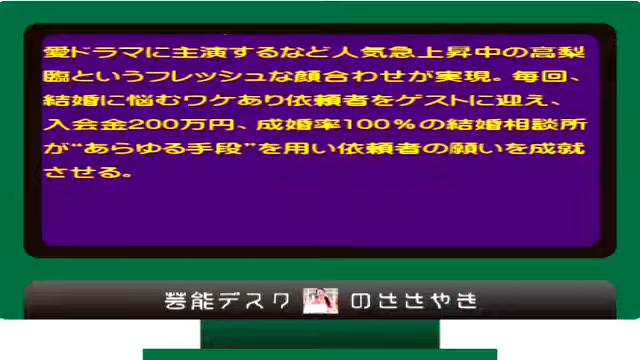 愛ドラマに主演するなど人気急上昇中の高梨
臨というフレッシュな顔合わせが実現。毎回、
結婚に悩むワケあり依頼者をゲストに迎え、
入会金200万円、成婚率100%の結婚相談所
が“あらゆる手段”を用い依頼者の願いを成就
させる。
芸能デスク のささやき